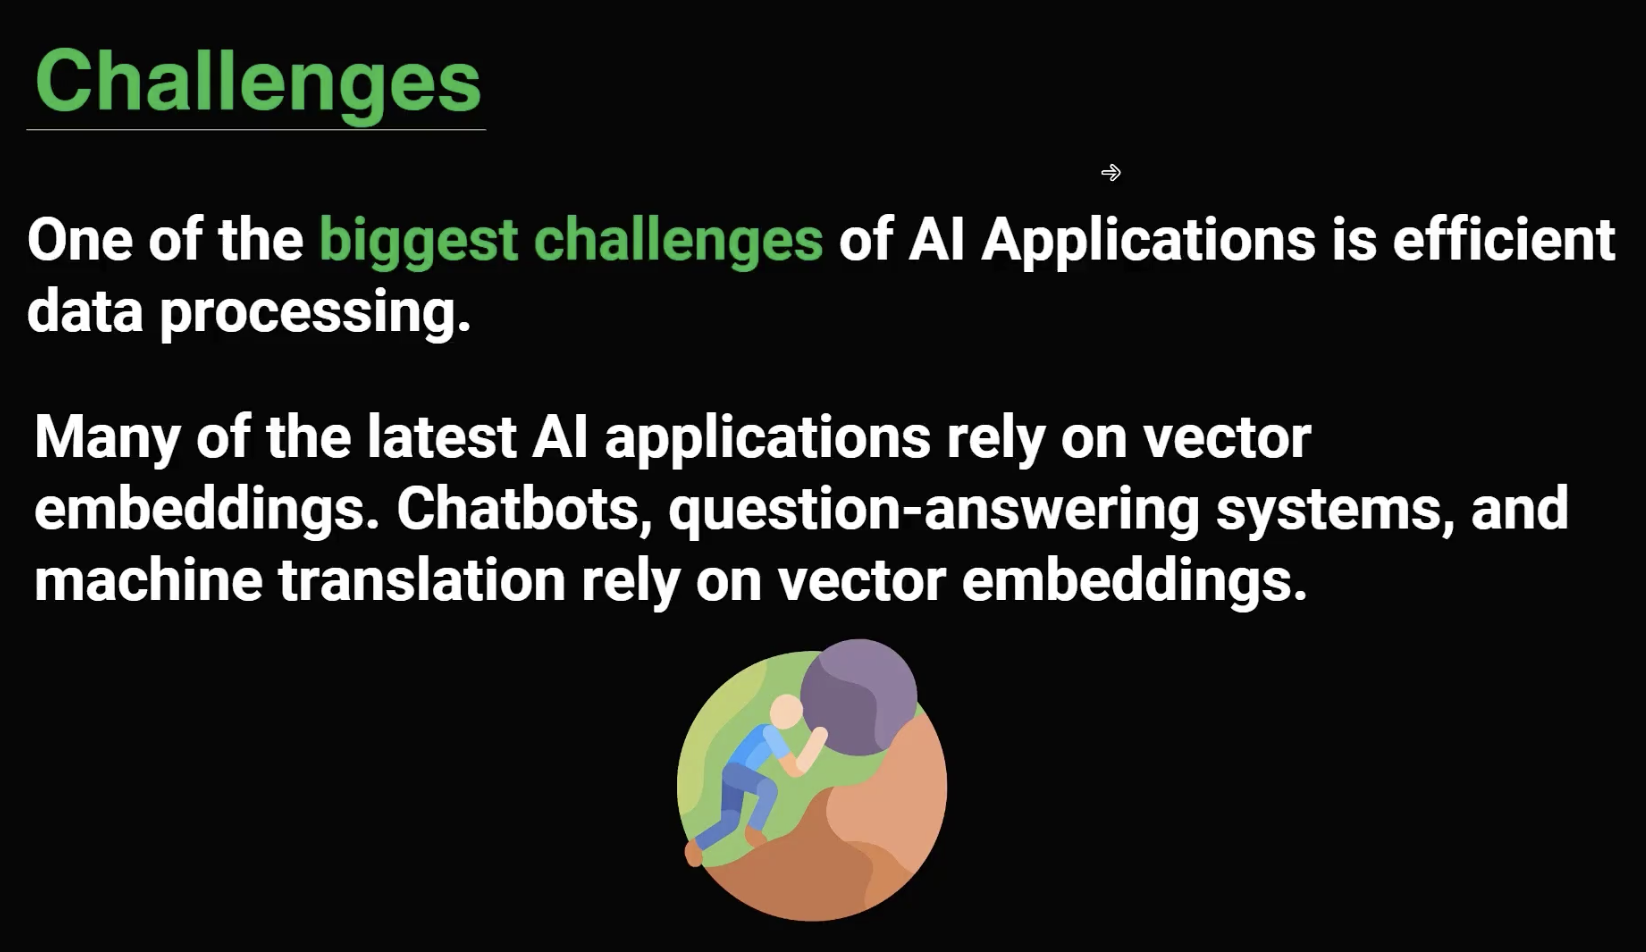 Challenges
One of the biggest challenges of AI Applications is efficient
data processing.
Many of the latest AI applications rely on vector
embeddings. Chatbots, question-answering systems, and
machine translation rely on vector embeddings.